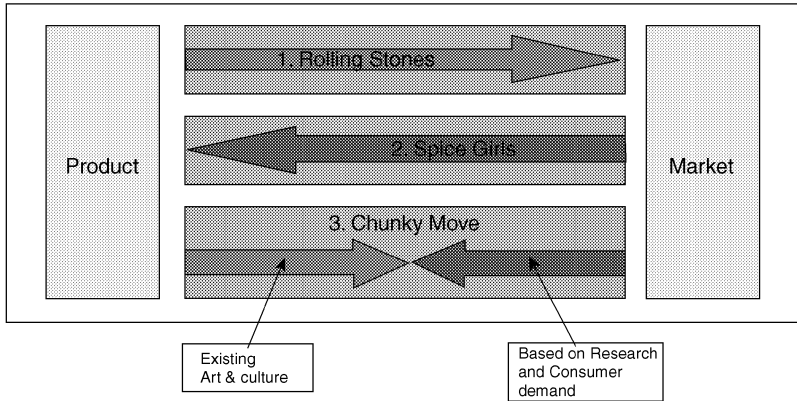 1. Rolling Stones
Product
2. Spice Girls
Market
3. Chunky Move
Existing
Art & culture
Based on Research
and Consumer
demand